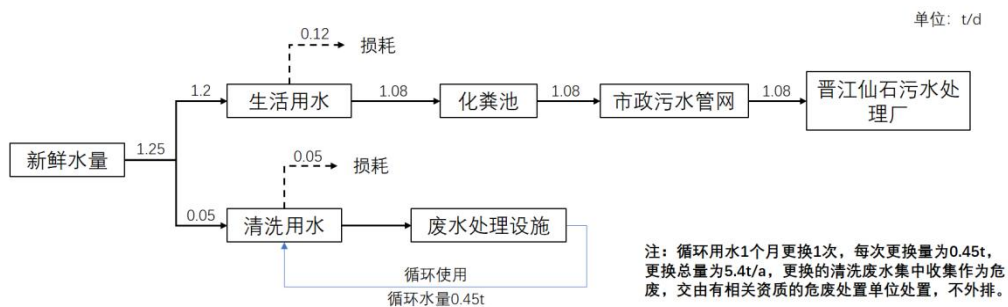 单位：t/d
0.12
损耗
1.2
生活用水
1.08
化粪池
1.08
市政污水管网
1.08
晋江仙石污水处
理厂
新鲜水量
1.25
0.05
损耗
0.05
清洗用水
废水处理设施
循环使用
循环水量0.45t
注：循环用水1个月更换1次，每次更换量为0.45t，
更换总量为5.4t/a，更换的清洗废水集中收集作为危
废，交由有相关资质的危废处置单位处置，不外排。